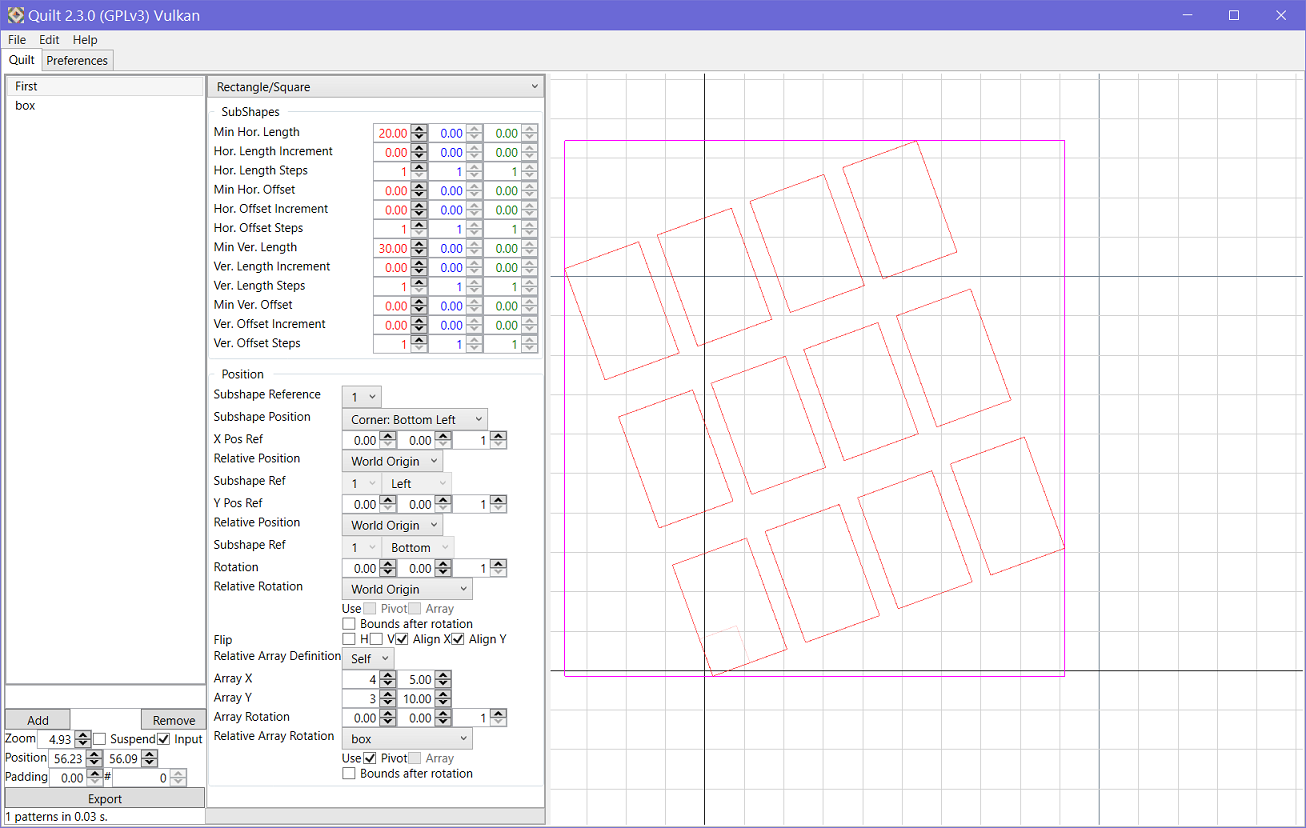 Quilt 2.3.0 (GPLv3) Vulkan
File Edit Help
Quilt Preferences
First
box
Rectangle/Square
SubShapes
Min Hor. Length 20.00 0.00 0.00
Hor. Length Increment 0.00 0.00 0.00
Hor. Length Steps 1 1 1
Min Hor. Offset 0.00 0.00 0.00
Hor. Offset Increment 0.00 0.00 0.00
Hor. Offset Steps 1 1 1
Min Ver. Length 30.00 0.00 0.00
Ver. Length Increment 0.00 0.00 0.00
Ver. Length Steps 1 1 1
Min Ver. Offset 0.00 0.00 0.00
Ver. Offset Increment 0.00 0.00 0.00
Ver. Offset Steps 1 1 1
Position
Subshape Reference 1
Subshape Position Corner: Bottom Left
X Pos Ref 0.00 0.00 1
Relative Position World Origin
Subshape Ref 1 Left
Y Pos Ref 0.00 0.00 1
Relative Position World Origin
Subshape Ref 1 Bottom
Rotation 0.00 0.00 1
Relative Rotation World Origin
Use Pivot Array
Bounds after rotation
Flip H V Align X Align Y
Relative Array Definition Self
Array X 4 5.00
Array Y 3 10.00
Array Rotation 0.00 0.00 1
Relative Array Rotation box
Use Pivot Array
Bounds after rotation
Add Remove
Zoom 4.93 Suspend Input
Position 56.23 56.09
Padding 0.00 # 0
Export
1 patterns in 0.03 s.